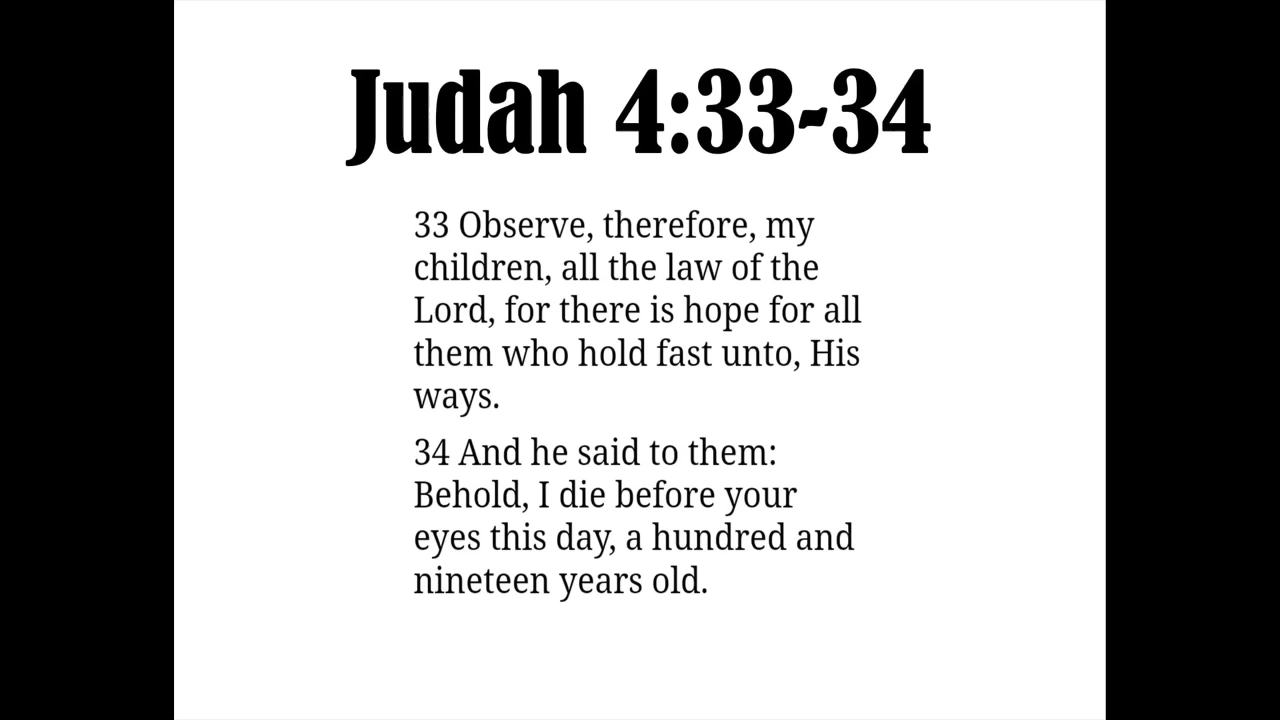 Judah 4:33-34
33 Observe, therefore, my
children, all the law of the
Lord, for there is hope for all
them who hold fast unto, His
ways.
34 And he said to them:
Behold, I die before your
eyes this day, a hundred and
nineteen years old.